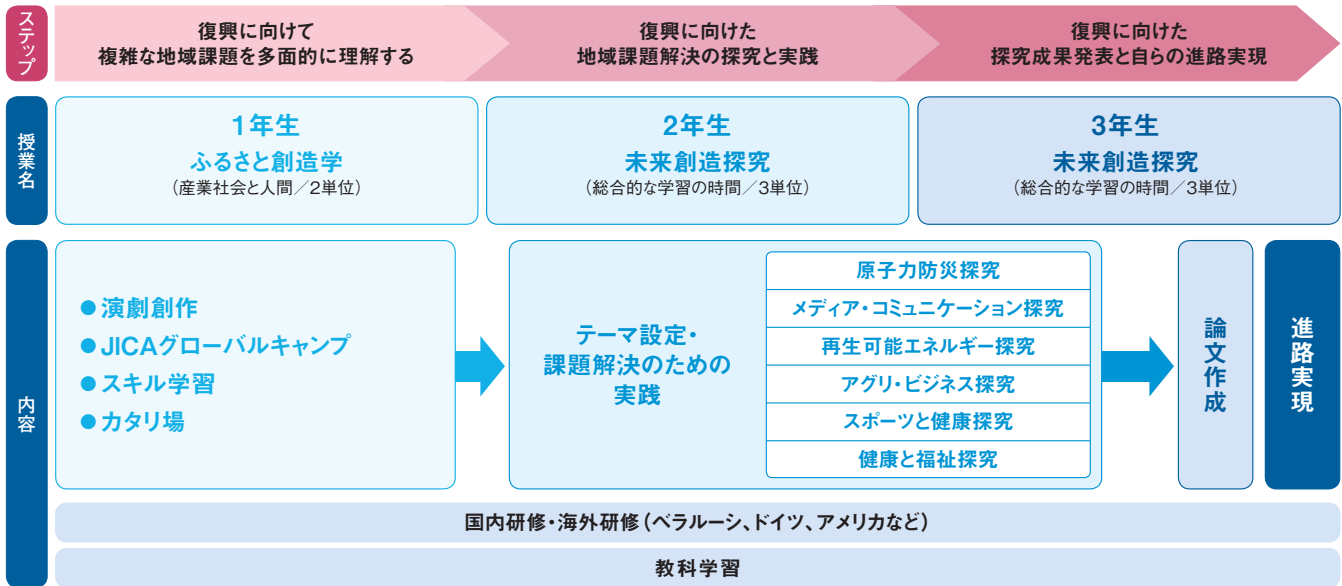 ステップ
復興に向けて
複雑な地域課題を多面的に理解する
復興に向けた
地域課題解決の探究と実践
復興に向けた
探究成果発表と自らの進路実現
授業名
1年生
ふるさと創造学
（産業社会と人間／2単位）
2年生
未来創造探究
（総合的な学習の時間／3単位）
3年生
未来創造探究
（総合的な学習の時間／3単位）
内容
●演劇創作
●JICAグローバルキャンプ
●スキル学習
●カタリ場
テーマ設定・
課題解決のための
実践
原子力防災探究
メディア・コミュニケーション探究
再生可能エネルギー探究
アグリ・ビジネス探究
スポーツと健康探究
健康と福祉探究
論文作成
進路実現
国内研修・海外研修（ベラルーシ、ドイツ、アメリカなど）
教科学習